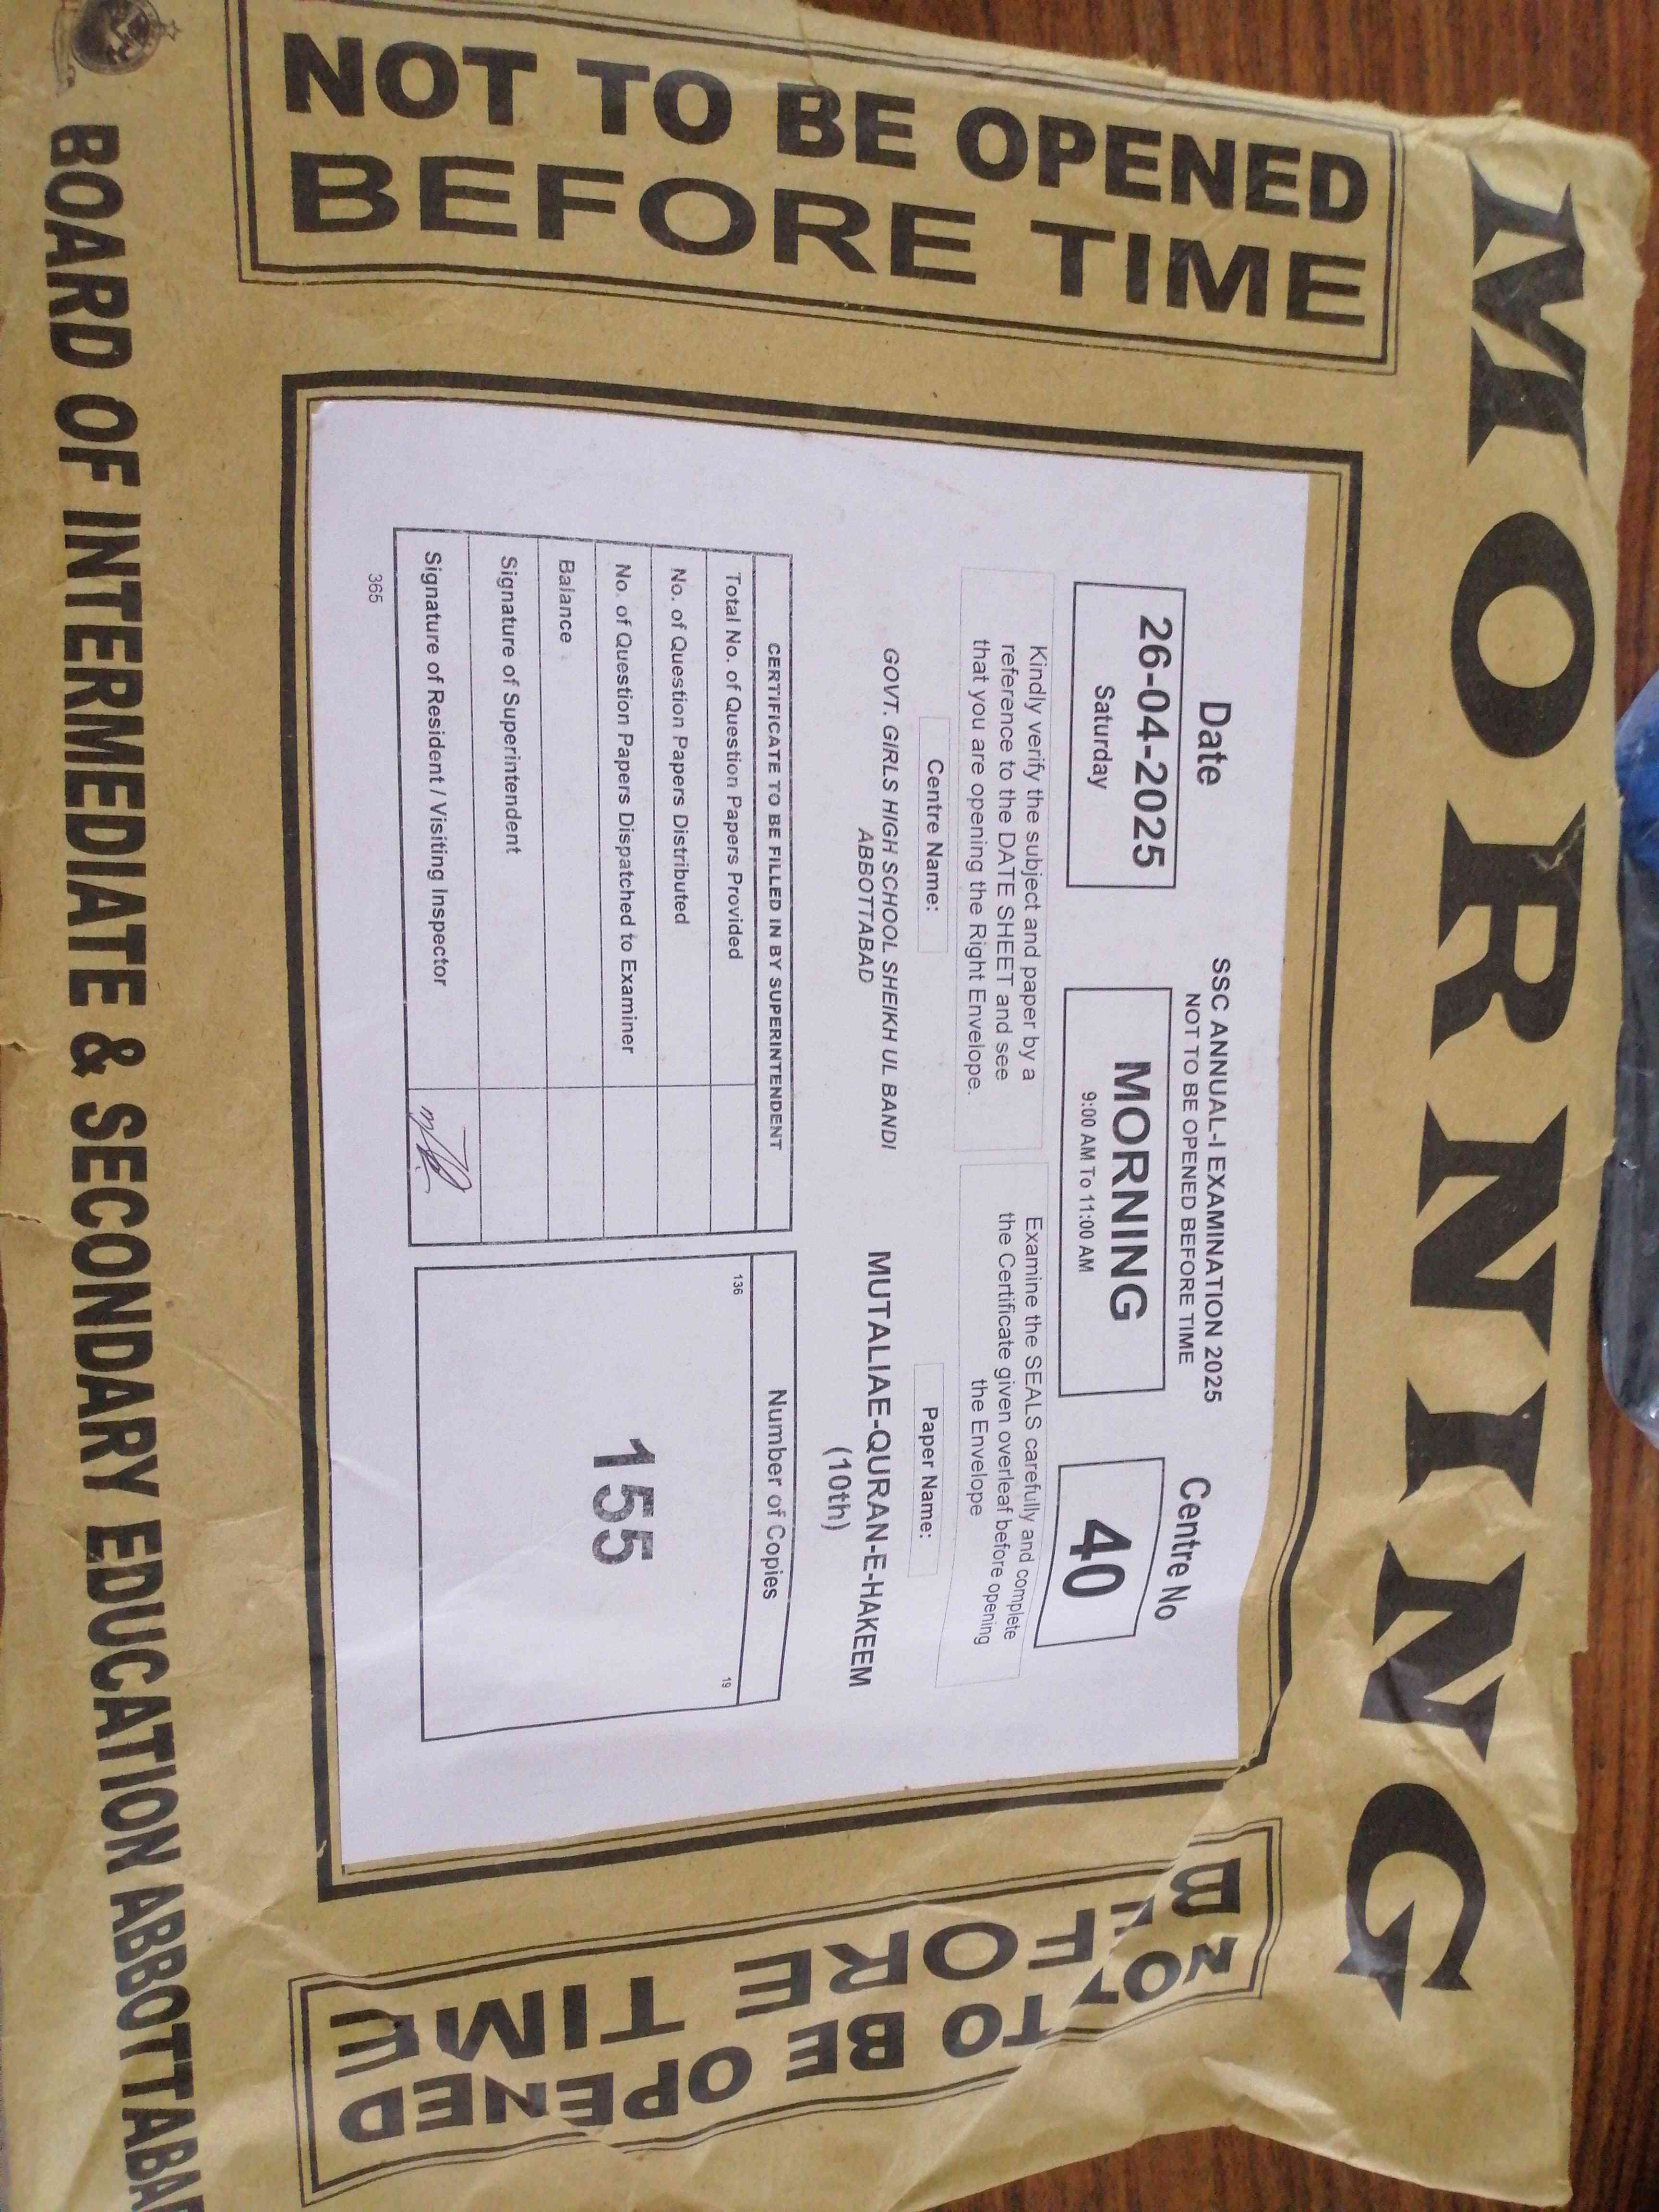 MORNING
NOT TO BE OPENED
BEFORE TIME
Date
26-04-2025
Saturday
SSC ANNUAL-I EXAMINATION 2025
NOT TO BE OPENED BEFORE TIME
MORNING
9:00 AM To 11:00 AM
Centre No
40
Kindly verify the subject and paper by a
reference to the DATE SHEET and see
that you are opening the Right Envelope.
Examine the SEALS carefully and complete
the Certificate given overleaf before opening
the Envelope
Centre Name:
GOVT. GIRLS HIGH SCHOOL SHEIKH UL BANDI
ABBOTTABAD
Paper Name:
MUTALIAE-QURAN-E-HAKEEM
(10th)
CERTIFICATE TO BE FILLED IN BY SUPERINTENDENT
Total No. of Question Papers Provided
No. of Question Papers Distributed
No. of Question Papers Dispatched to Examiner
Balance
Signature of Superintendent
Signature of Resident / Visiting Inspector
365
Number of Copies
136
19
155
NOT TO BE OPENED
BEFORE TIME
BOARD OF INTERMEDIATE & SECONDARY EDUCATION ABBOTTABA